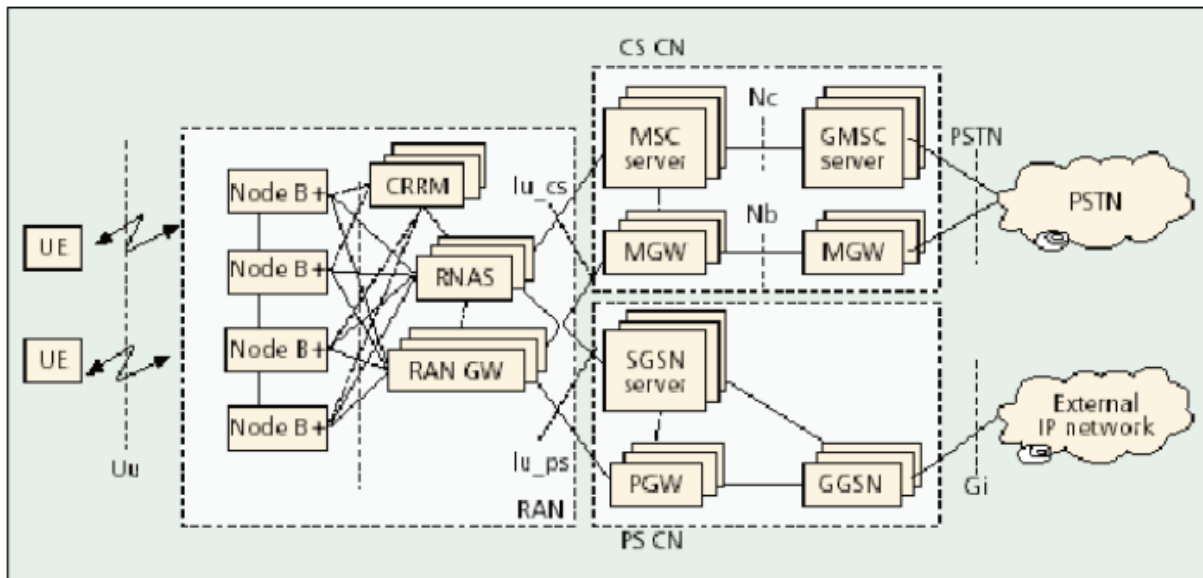 CS CN
Nc
MSC
server
GMSC
server
PSTN
Node B+
CRRM
Iu_cs
PSTN
Nb
UE
Node B+
RNAS
MGW
MGW
UE
Node B+
RAN GW
SGSN
server
External
IP network
Node B+
Uu
Iu_ps
PGW
GGSN
Gi
RAN
PS CN